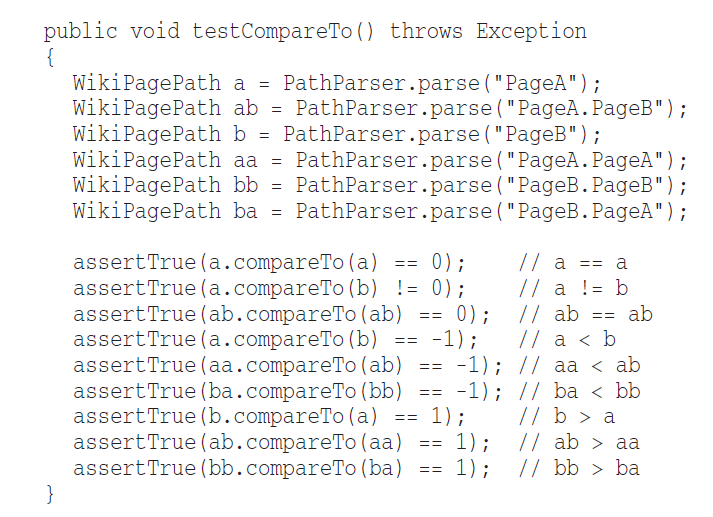 public void testCompareTo() throws Exception
{
WikiPagePath a = PathParser.parse("PageA");
WikiPagePath ab = PathParser.parse("PageA.PageB");
WikiPagePath b = PathParser.parse("PageB");
WikiPagePath aa = PathParser.parse("PageA.PageA");
WikiPagePath bb = PathParser.parse("PageB.PageB");
WikiPagePath ba = PathParser.parse("PageB.PageA");
assertTrue(a.compareTo(a) == 0); // a == a
assertTrue(a.compareTo(b) != 0); // a != b
assertTrue(ab.compareTo(ab) == 0); // ab == ab
assertTrue(a.compareTo(b) == -1); // a < b
assertTrue(aa.compareTo(ab) == -1); // aa < ab
assertTrue(ba.compareTo(bb) == -1); // ba < bb
assertTrue(b.compareTo(a) == 1); // b > a
assertTrue(ab.compareTo(aa) == 1); // ab > aa
assertTrue(bb.compareTo(ba) == 1); // bb > ba
}